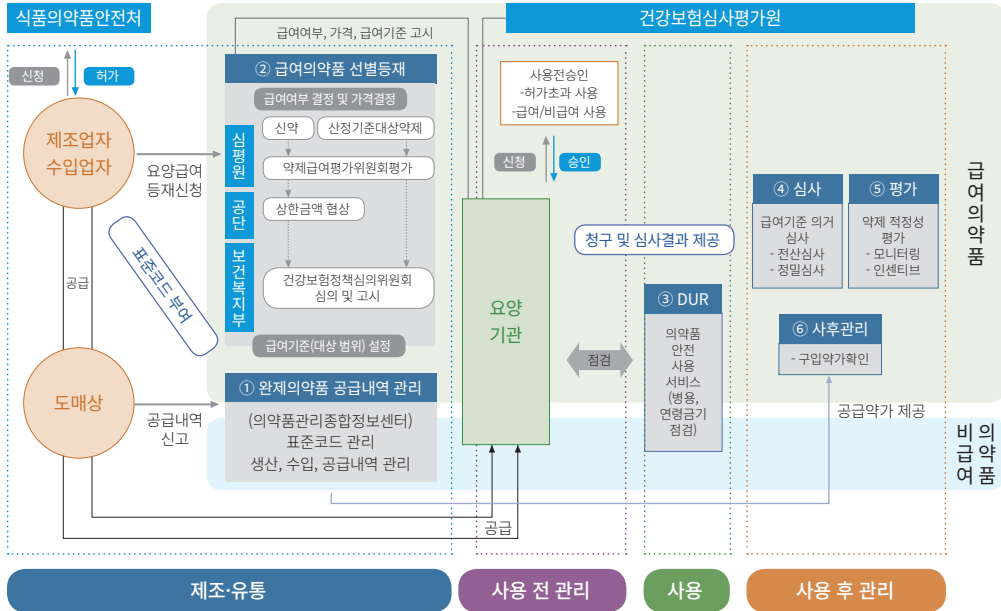 식품의약품안전처
건강보험심사평가원
급여여부, 가격, 급여기준 고시
신청
허가
제조업자
수입업자
요양급여
등재신청
표준코드 부여
공급
도매상
공급내역
신고
② 급여의약품 선별등재
급여여부 결정 및 가격결정
심평원
신약
산정기준대상약제
약제급여평가위원회평가
공단
상한금액 협상
보건복지부
건강보험정책심의위원회
심의 및 고시
급여기준(대상 범위) 설정
① 완제의약품 공급내역 관리
(의약품관리종합정보센터)
표준코드 관리
생산, 수입, 공급내역 관리
사용전승인
-허가초과 사용
-급여/비급여 사용
신청
승인
요양
기관
청구 및 심사결과 제공
점검
③ DUR
의약품
안전
사용
서비스
(병용,
연령금기
점검)
④ 심사
급여기준 의거
심사
- 전산심사
- 정밀심사
⑤ 평가
약제 적정성
평가
- 모니터링
- 인센티브
⑥ 사후관리
- 구입약가확인
공급약가 제공
급여의약품
비급여
의약품
공급
제조·유통
사용 전 관리
사용
사용 후 관리